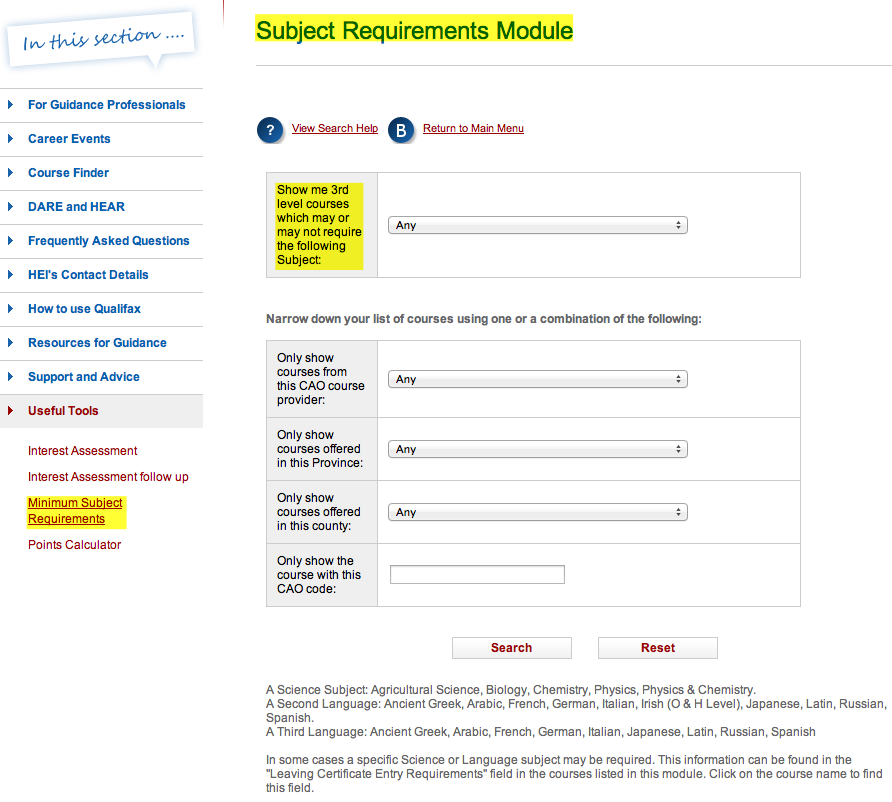 In this section ....
For Guidance Professionals
Career Events
Course Finder
DARE and HEAR
Frequently Asked Questions
HEI's Contact Details
How to use Qualifax
Resources for Guidance
Support and Advice
Useful Tools
Interest Assessment
Interest Assessment follow up
Minimum Subject
Requirements
Points Calculator
Subject Requirements Module
? View Search Help B Return to Main Menu
Show me 3rd
level courses
which may or
may not require
the following
Subject:
Any
Narrow down your list of courses using one or a combination of the following:
Only show
courses from
this CAO course
provider:
Any
Only show
courses offered
in this Province:
Any
Only show
courses offered
in this county:
Any
Only show the
course with this
CAO code:
Search Reset
A Science Subject: Agricultural Science, Biology, Chemistry, Physics, Physics & Chemistry.
A Second Language: Ancient Greek, Arabic, French, German, Italian, Irish (O & H Level), Japanese, Latin, Russian,
Spanish.
A Third Language: Ancient Greek, Arabic, French, German, Italian, Japanese, Latin, Russian, Spanish
In some cases a specific Science or Language subject may be required. This information can be found in the
"Leaving Certificate Entry Requirements" field in the courses listed in this module. Click on the course name to find
this field.